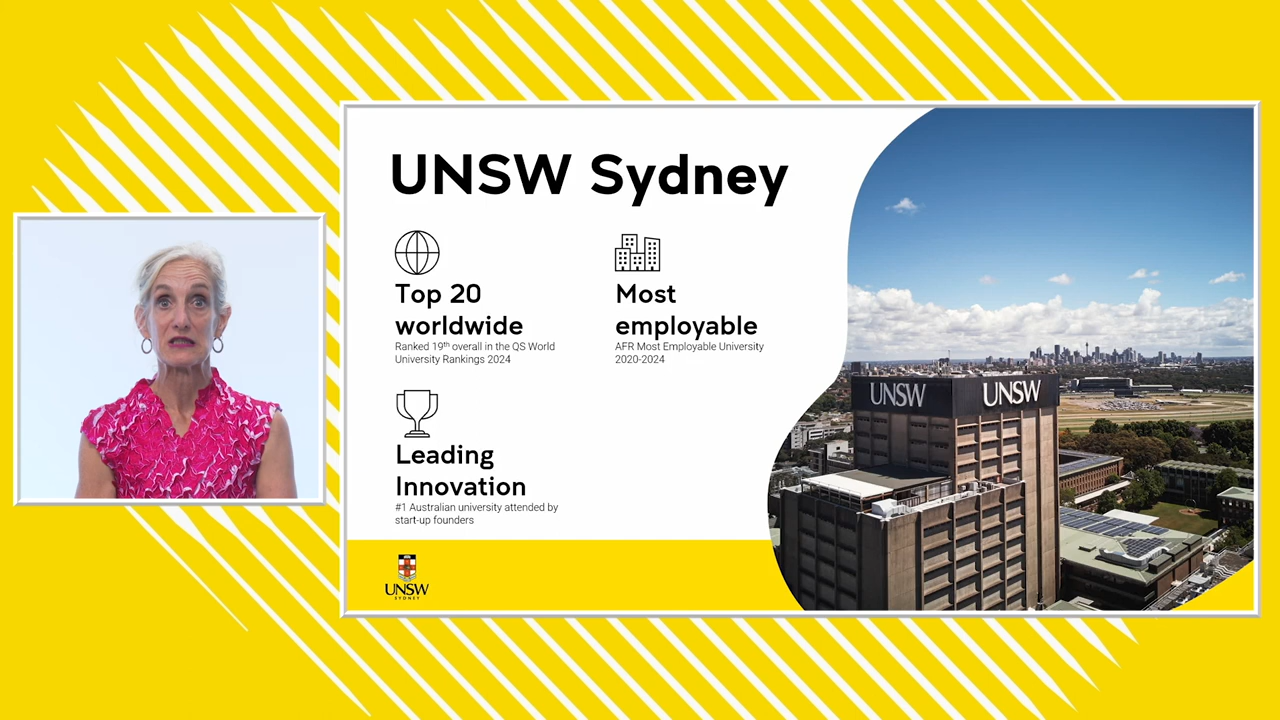 UNSW Sydney
Top 20
worldwide
Ranked 19th overall in the QS World
University Rankings 2024
Most
employable
AFR Most Employable University
2020-2024
Leading
Innovation
#1 Australian university attended by
start-up founders
UNSW
SYDNEY
UNSW
UNSW